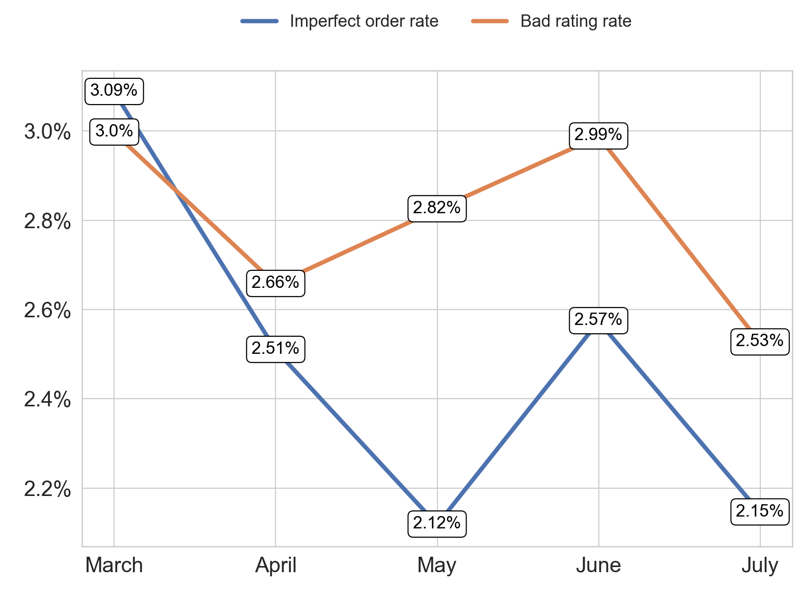 Imperfect order rate Bad rating rate
3.09%
3.0% 3.0% 2.99%
2.8% 2.82%
2.66%
2.6% 2.57%
2.51% 2.53%
2.4%
2.2% 2.15%
2.12%
March April May June July